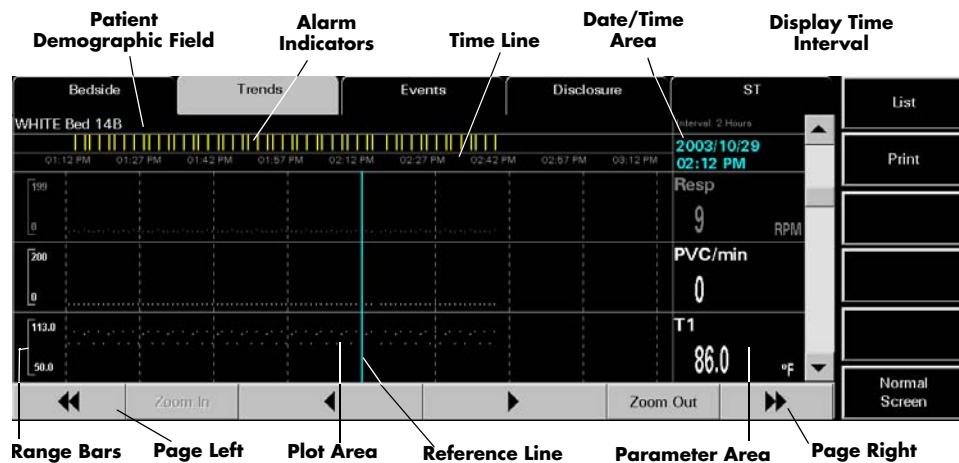 Patient Demographic Field
Alarm Indicators
Time Line
Date/Time Area
Display Time Interval
Bedside
Trends
Events
Disclosure
ST
List
WHITE Bed 14B
Interval: 2 Hours
01:12 PM 01:27 PM 01:42 PM 01:57 PM 02:12 PM 02:27 PM 02:42 PM 02:57 PM 03:12 PM
2003/10/29
02:12 PM
Print
199
0
Resp
9 RPM
200
0
PVC/min
0
113.0
50.0
T1
86.0 °F
Zoom In
Zoom Out
Normal Screen
Range Bars
Page Left
Plot Area
Reference Line
Parameter Area
Page Right